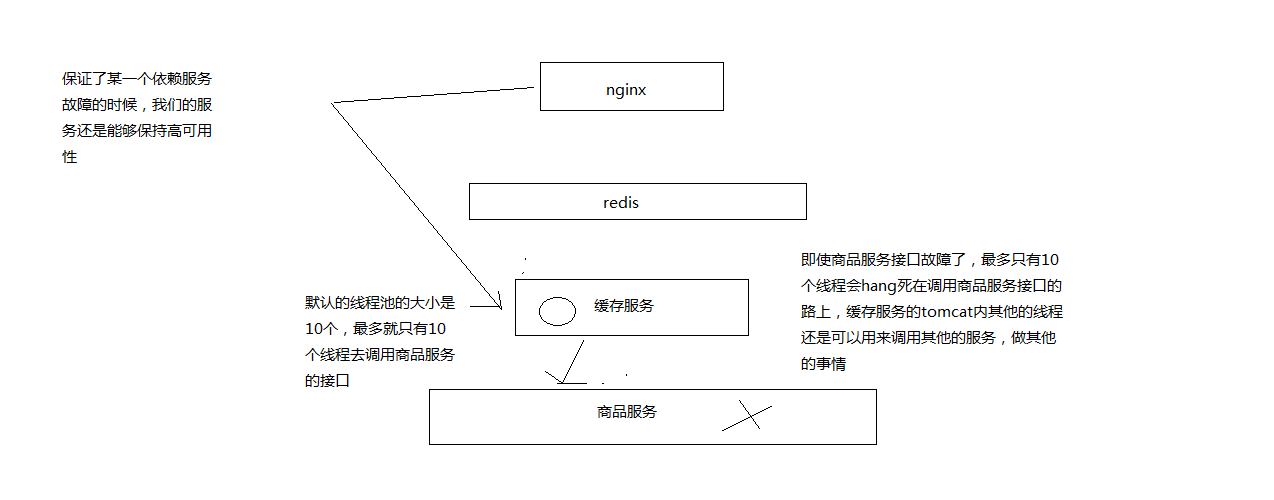 保证了某一个依赖服务
故障的时候，我们的服
务还是能够保持高可用
性
nginx
redis
默认的线程池的大小是
10个，最多就只有10
个线程去调用商品服务
的接口
缓存服务
即使商品服务接口故障了，最多只有10
个线程会hang死在调用商品服务接口的
路上，缓存服务的tomcat内其他的线程
还是可以用来调用其他的服务，做其他
的事情
商品服务